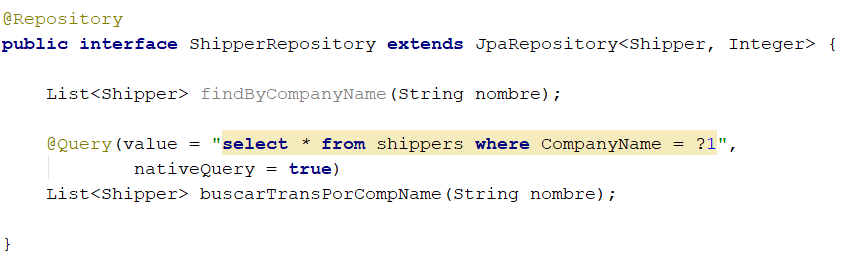 @Repository
public interface ShipperRepository extends JpaRepository<Shipper, Integer> {
List<Shipper> findByCompanyName(String nombre);
@Query(value = "select * from shippers where CompanyName = ?1",
nativeQuery = true)
List<Shipper> buscarTransPorCompName(String nombre);
}